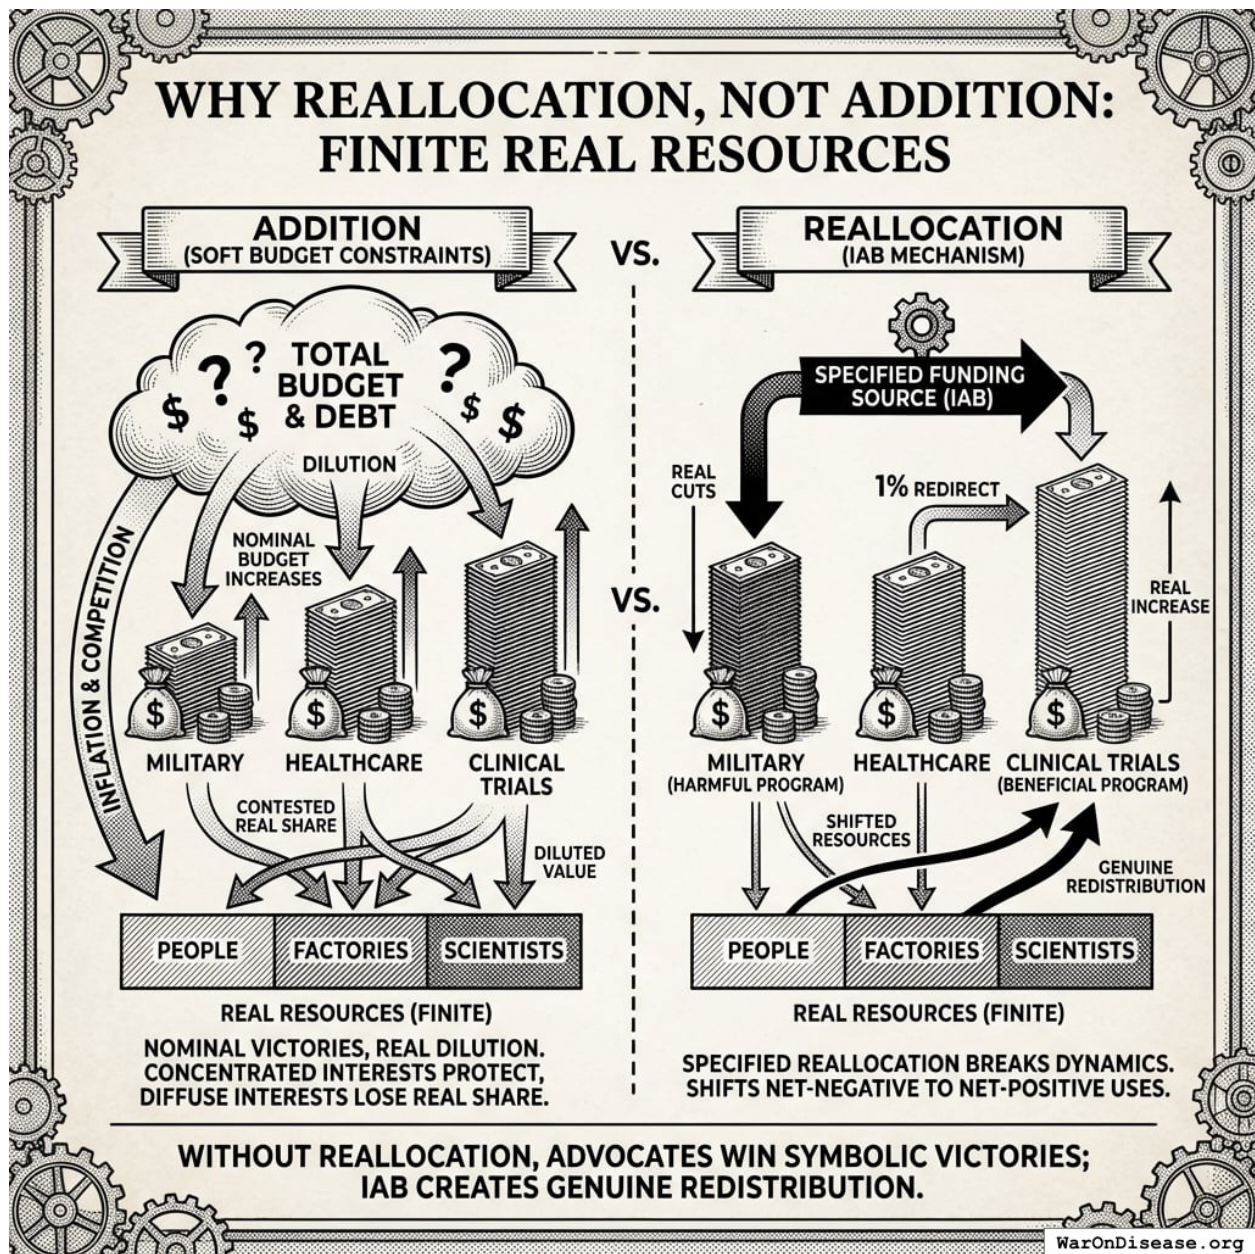 WHY REALLOCATION, NOT ADDITION:
FINITE REAL RESOURCES
ADDITION
(SOFT BUDGET CONSTRAINTS)
VS.
REALLOCATION
(IAB MECHANISM)
? ? ?
TOTAL
BUDGET
& DEBT
$ $ $ $
DILUTION
INFLATION & COMPETITION
NOMINAL
BUDGET
INCREASES
$
MILITARY
$
HEALTHCARE
$
CLINICAL
TRIALS
CONTESTED
REAL SHARE
DILUTED
VALUE
PEOPLE
FACTORIES
SCIENTISTS
REAL RESOURCES (FINITE)
NOMINAL VICTORIES, REAL DILUTION.
CONCENTRATED INTERESTS PROTECT,
DIFFUSE INTERESTS LOSE REAL SHARE.
VS.
SPECIFIED FUNDING
SOURCE (IAB)
REAL
CUTS
1% REDIRECT
REAL
INCREASE
$
MILITARY
(HARMFUL PROGRAM)
$
HEALTHCARE
$
CLINICAL TRIALS
(BENEFICIAL PROGRAM)
SHIFTED
RESOURCES
GENUINE
REDISTRIBUTION
PEOPLE
FACTORIES
SCIENTISTS
REAL RESOURCES (FINITE)
SPECIFIED REALLOCATION BREAKS DYNAMICS.
SHIFTS NET-NEGATIVE TO NET-POSITIVE USES.
WITHOUT REALLOCATION, ADVOCATES WIN SYMBOLIC VICTORIES;
IAB CREATES GENUINE REDISTRIBUTION.
WarOnDisease.org